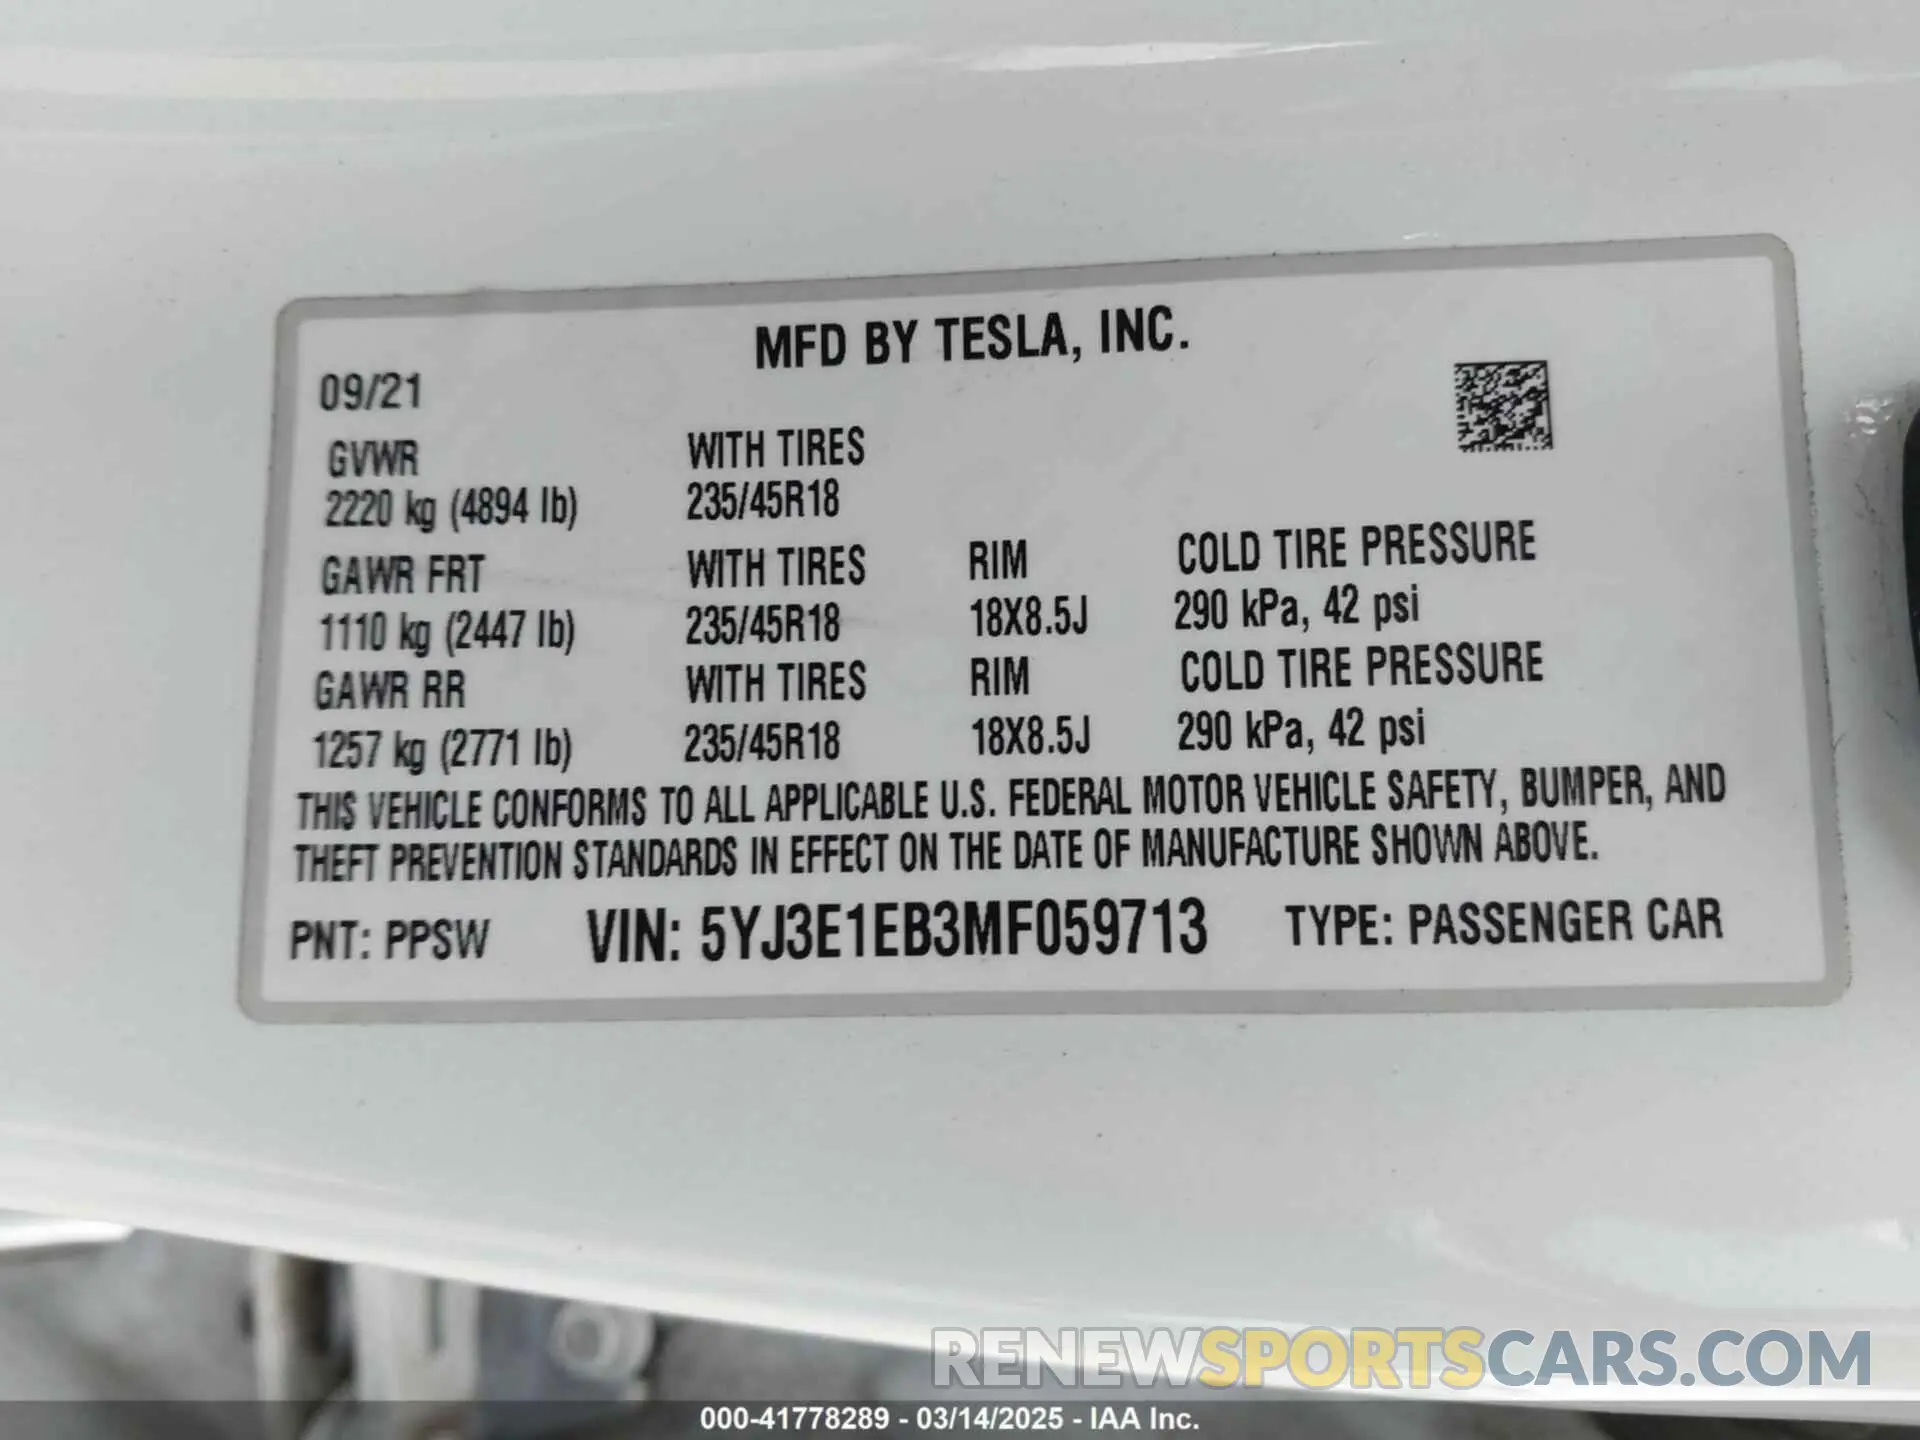 MFD BY TESLA, INC.
09/21
GVWR WITH TIRES
2220 kg (4894 lb) 235/45R18
GAWR FRT WITH TIRES RIM COLD TIRE PRESSURE
1110 kg (2447 lb) 235/45R18 18X8.5J 290 kPa, 42 psi
GAWR RR WITH TIRES RIM COLD TIRE PRESSURE
1257 kg (2771 lb) 235/45R18 18X8.5J 290 kPa, 42 psi
THIS VEHICLE CONFORMS TO ALL APPLICABLE U.S. FEDERAL MOTOR VEHICLE SAFETY, BUMPER, AND
THEFT PREVENTION STANDARDS IN EFFECT ON THE DATE OF MANUFACTURE SHOWN ABOVE.
PNT: PPSW VIN: 5YJ3E1EB3MF059713 TYPE: PASSENGER CAR
RENEWSPORTSCARS.COM
000-41778289 - 03/14/2025 - IAA Inc.